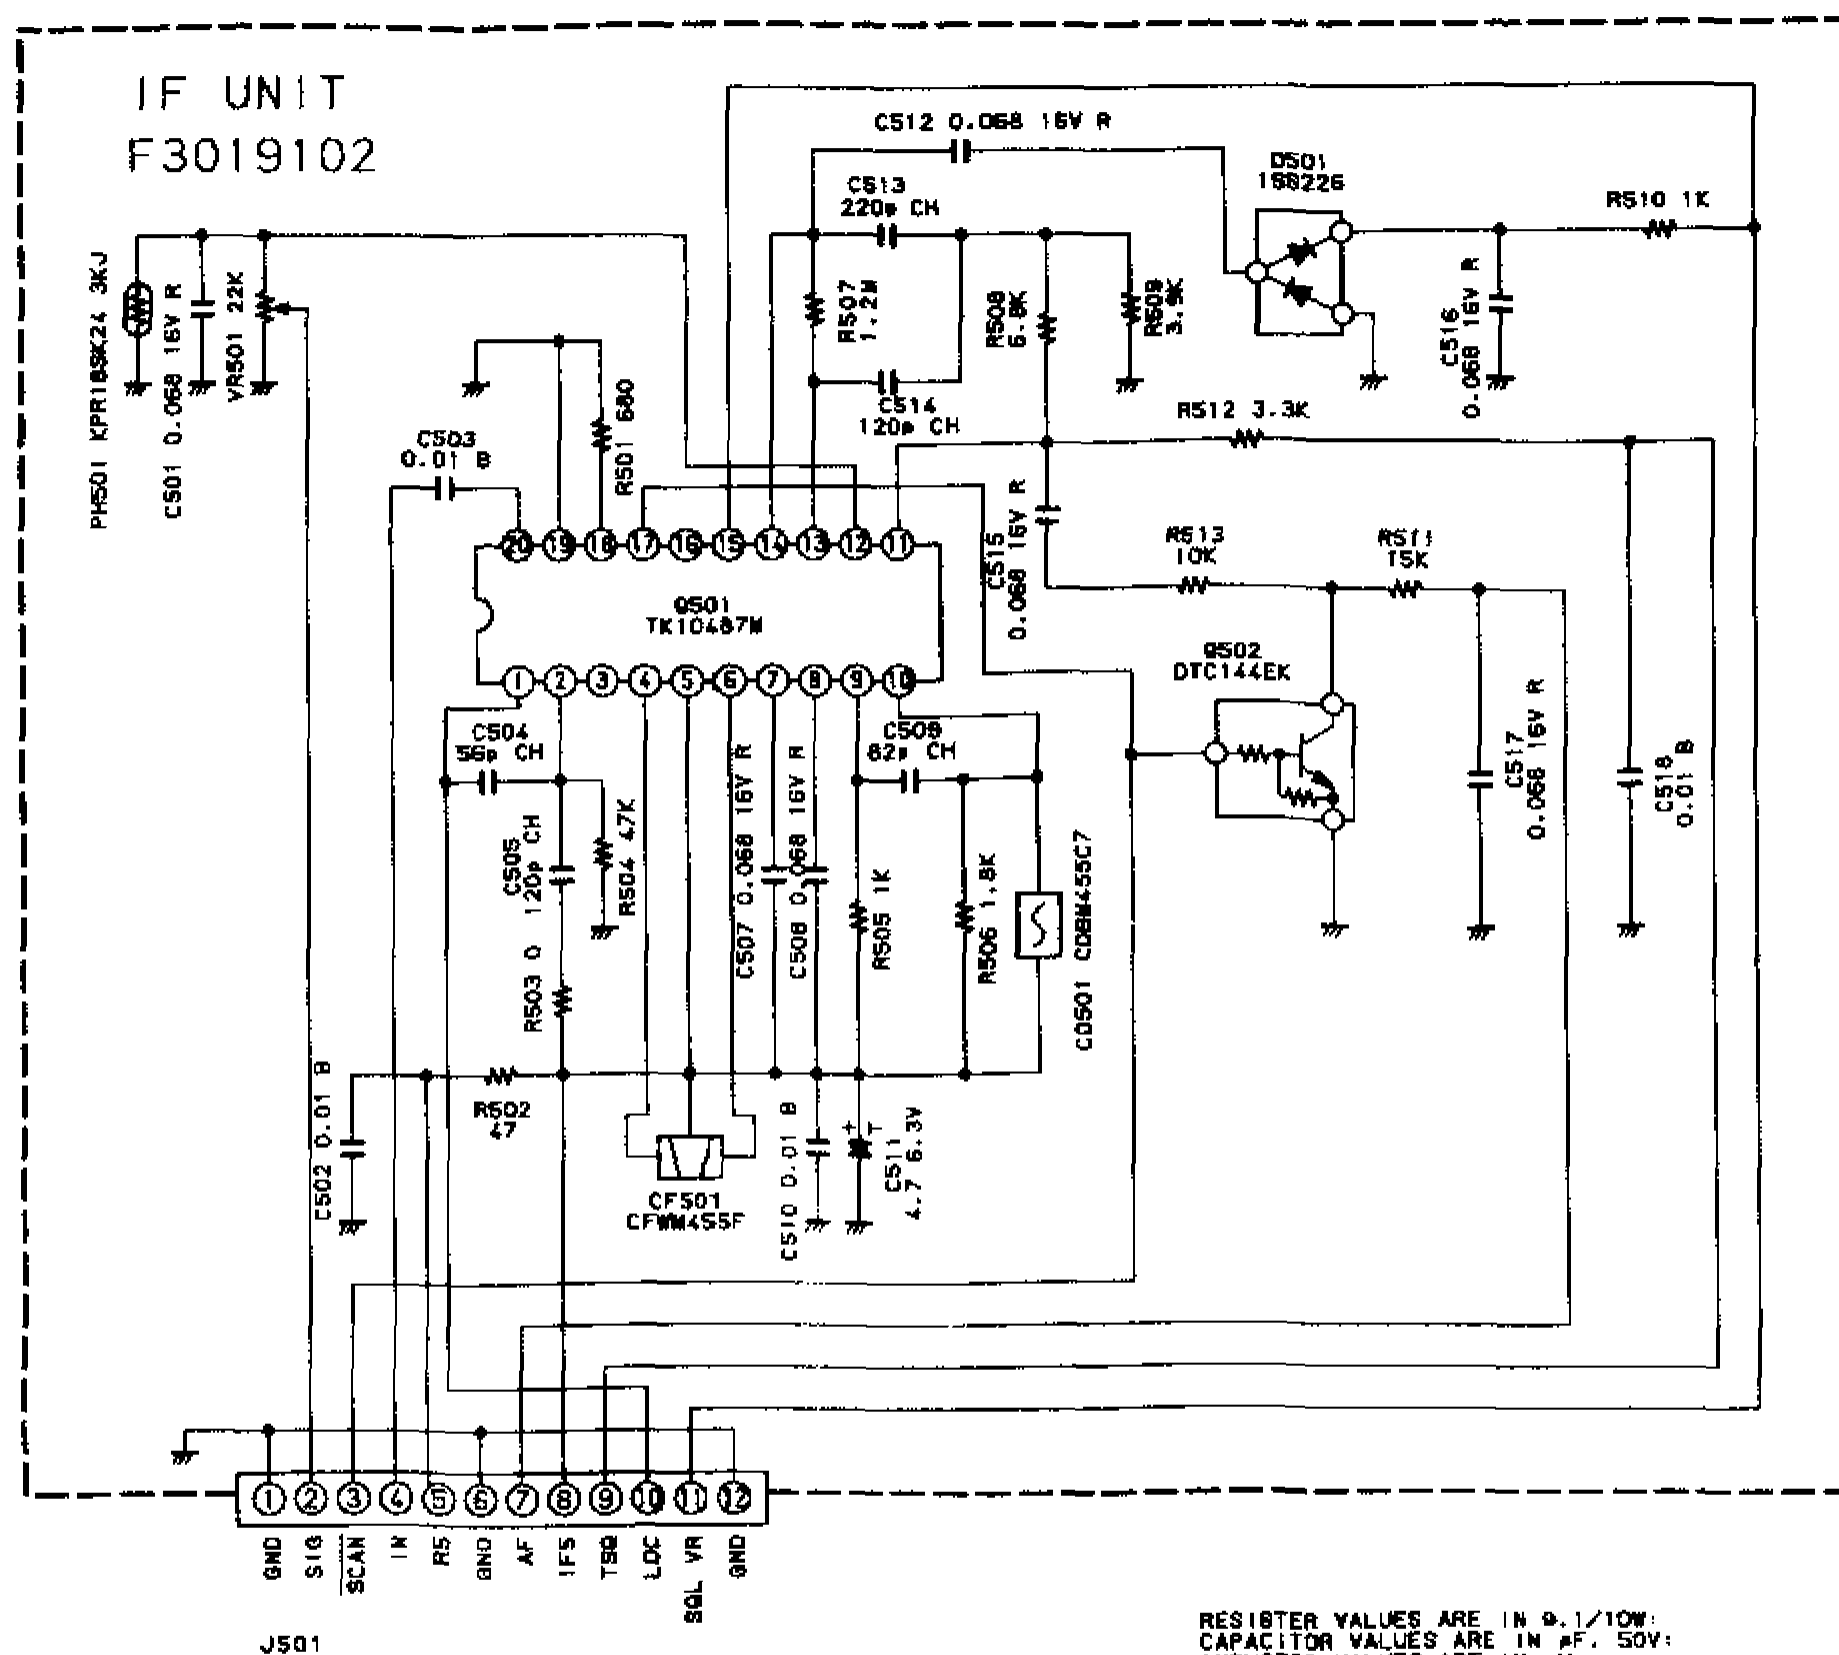 IF UNIT
F3019102
C512 0.068 16V R
C513
220p CH
D501
1SS226
R510 1K
PH501 KPR18SK24 3KJ
C501 0.068 16V R
VR501 22K
R507
1.2M
R508
6.8K
R509
3.9K
C516
0.068 16V R
C514
120p CH
R512 3.3K
R501 680
C503
0.01 B
C515
0.068 16V R
R513
10K
R511
15K
20 19 18 17 16 15 14 13 12 11
Q501
TK10487M
1 2 3 4 5 6 7 8 9 10
Q502
DTC144EK
C504
56p CH
C509
82p CH
C505
120p CH
R504 47K
R503 0
C507 0.068 16V R
C508 0.068 16V R
R505 1K
R506 1.8K
CD501 CDBM455C7
C517
0.068 16V R
C518
0.01 B
C502 0.01 B
R502
47
CF501
CFWM455F
C510 0.01 B
+ T
C511
4.7 6.3V
1 2 3 4 5 6 7 8 9 10 11 12
GND
SIG
SCAN
IN
R5
GND
AF
IFS
TSQ
LOC
SQL VR
GND
J501
RESISTER VALUES ARE IN Ω, 1/10W;
CAPACITOR VALUES ARE IN µF, 50V;